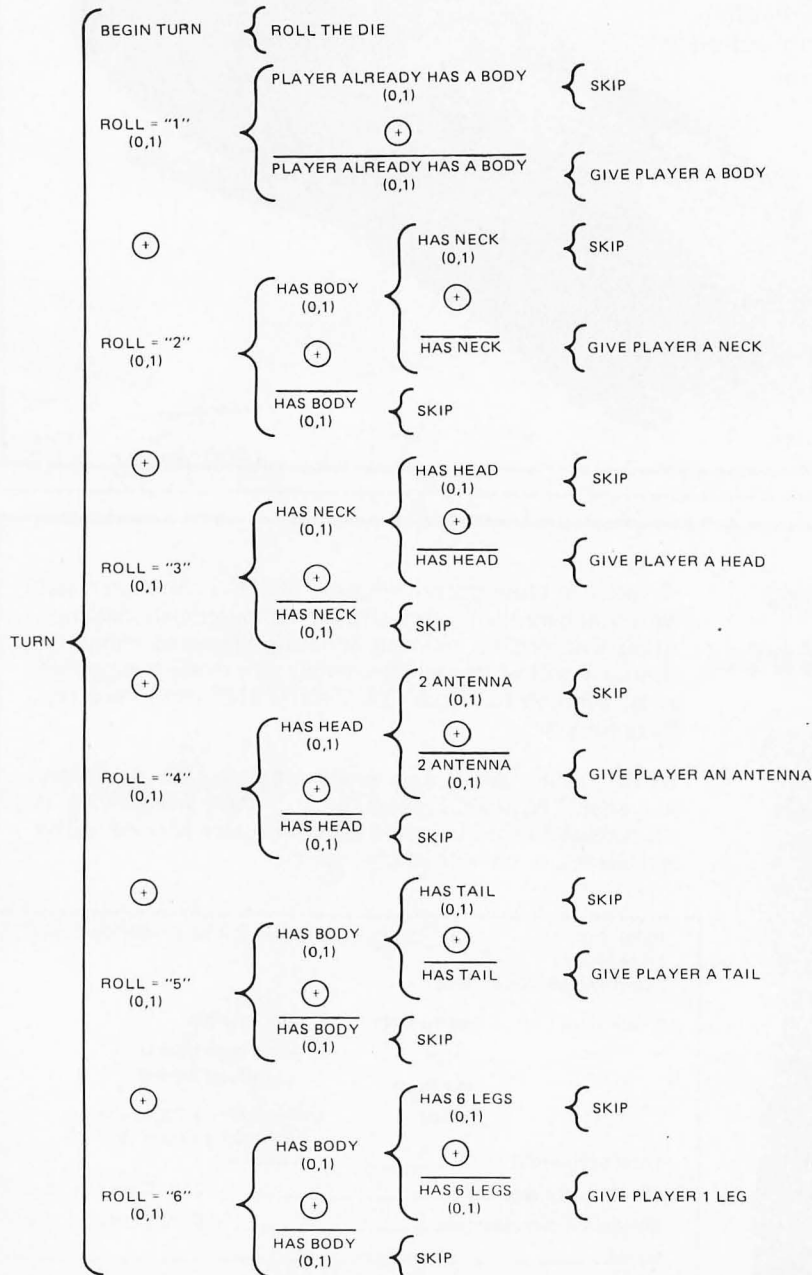 BEGIN TURN ROLL THE DIE
PLAYER ALREADY HAS A BODY
(0,1)
SKIP
ROLL = "1"
(0,1)
+
PLAYER ALREADY HAS A BODY
(0,1)
GIVE PLAYER A BODY
+
HAS NECK
(0,1)
SKIP
HAS BODY
(0,1)
+
ROLL = "2"
(0,1)
+
HAS NECK
GIVE PLAYER A NECK
HAS BODY
(0,1)
SKIP
+
HAS HEAD
(0,1)
SKIP
HAS NECK
(0,1)
+
ROLL = "3"
(0,1)
+
HAS HEAD
GIVE PLAYER A HEAD
HAS NECK
(0,1)
SKIP
TURN
+
2 ANTENNA
(0,1)
SKIP
HAS HEAD
(0,1)
+
ROLL = "4"
(0,1)
+
2 ANTENNA
(0,1)
GIVE PLAYER AN ANTENNA
HAS HEAD
(0,1)
SKIP
+
HAS TAIL
(0,1)
SKIP
HAS BODY
(0,1)
+
ROLL = "5"
(0,1)
+
HAS TAIL
GIVE PLAYER A TAIL
HAS BODY
(0,1)
SKIP
+
HAS 6 LEGS
(0,1)
SKIP
HAS BODY
(0,1)
+
ROLL = "6"
(0,1)
+
HAS 6 LEGS
(0,1)
GIVE PLAYER 1 LEG
HAS BODY
(0,1)
SKIP